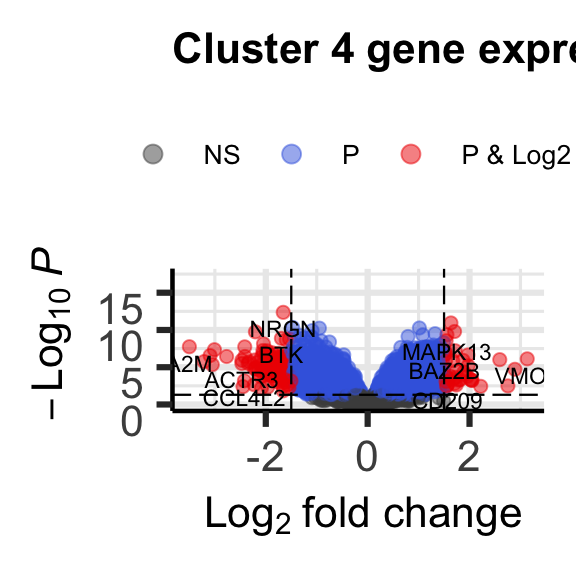 Cluster 4 gene expre
NS P P & Log2
– Log10 P
15
10
5
0
NRGN
BTK
A2M
ACTR3
CCL4L2
MAPK13
BAZ2B
VMO
CD209
-2 0 2
Log2 fold change